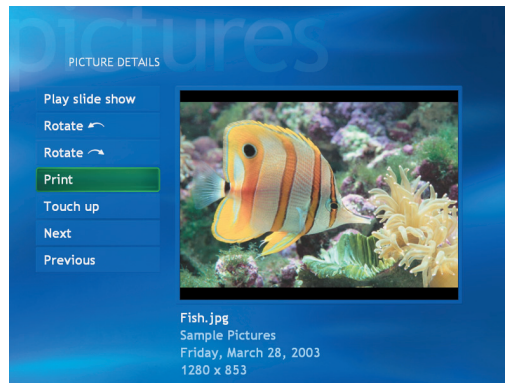 pictures
PICTURE DETAILS
Play slide show
Rotate
Rotate
Print
Touch up
Next
Previous
Fish.jpg
Sample Pictures
Friday, March 28, 2003
1280 x 853